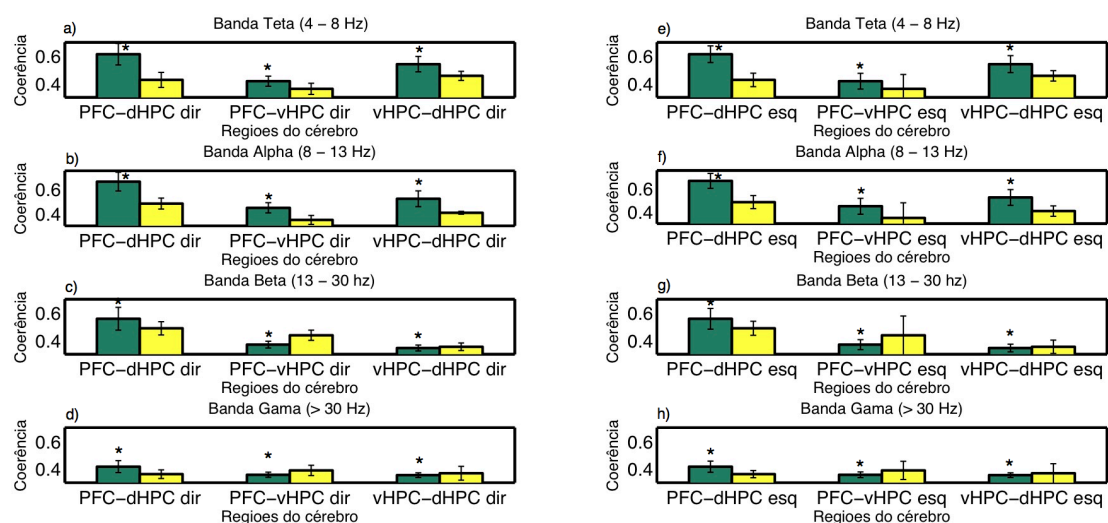 a) Banda Teta (4 – 8 Hz)
Coerência
0.6
0.4
*
*
*
PFC–dHPC dir PFC–vHPC dir vHPC–dHPC dir
Regioes do cérebro
b) Banda Alpha (8 – 13 Hz)
Coerência
0.6
0.4
*
*
*
PFC–dHPC dir PFC–vHPC dir vHPC–dHPC dir
Regioes do cérebro
c) Banda Beta (13 – 30 hz)
Coerência
0.6
0.4
*
*
*
PFC–dHPC dir PFC–vHPC dir vHPC–dHPC dir
Regioes do cérebro
d) Banda Gama (> 30 Hz)
Coerência
0.6
0.4
*
*
*
PFC–dHPC dir PFC–vHPC dir vHPC–dHPC dir
Regioes do cérebro
e) Banda Teta (4 – 8 Hz)
Coerência
0.6
0.4
*
*
*
PFC–dHPC esq PFC–vHPC esq vHPC–dHPC esq
Regioes do cérebro
f) Banda Alpha (8 – 13 Hz)
Coerência
0.6
0.4
*
*
*
PFC–dHPC esq PFC–vHPC esq vHPC–dHPC esq
Regioes do cérebro
g) Banda Beta (13 – 30 hz)
Coerência
0.6
0.4
*
*
*
PFC–dHPC esq PFC–vHPC esq vHPC–dHPC esq
Regioes do cérebro
h) Banda Gama (> 30 Hz)
Coerência
0.6
0.4
*
*
*
PFC–dHPC esq PFC–vHPC esq vHPC–dHPC esq
Regioes do cérebro